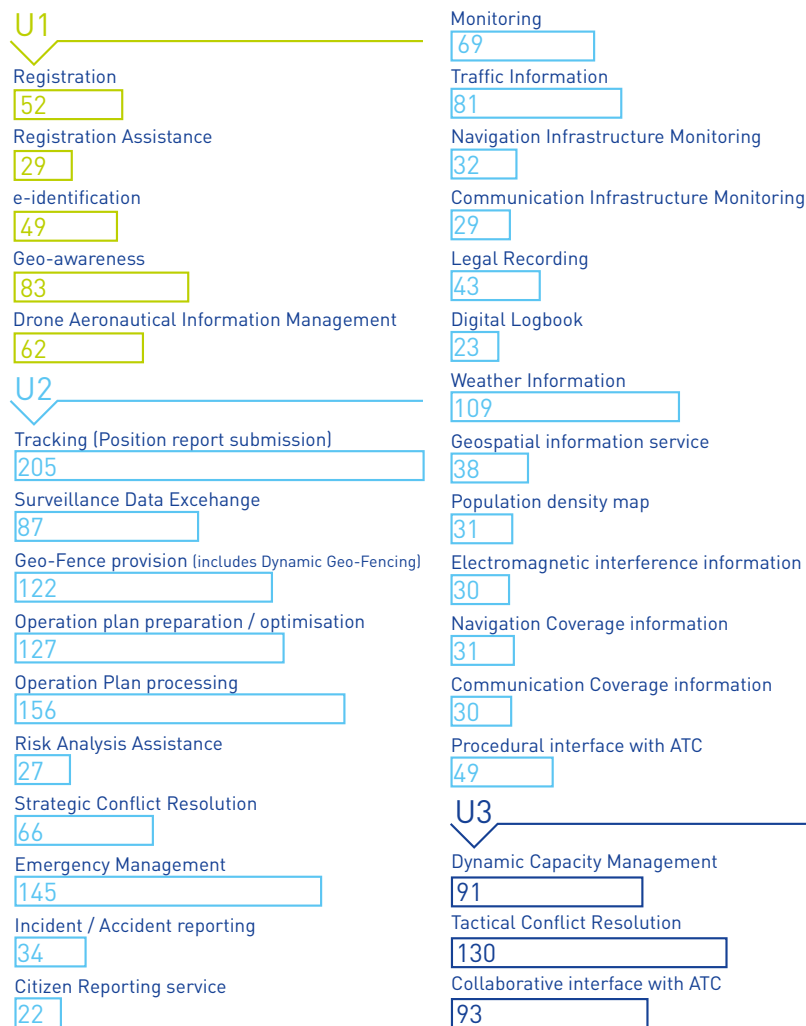 U1
Registration
52
Registration Assistance
29
e-identification
49
Geo-awareness
83
Drone Aeronautical Information Management
62
U2
Tracking (Position report submission)
205
Surveillance Data Excehange
87
Geo-Fence provision (includes Dynamic Geo-Fencing)
122
Operation plan preparation / optimisation
127
Operation Plan processing
156
Risk Analysis Assistance
27
Strategic Conflict Resolution
66
Emergency Management
145
Incident / Accident reporting
34
Citizen Reporting service
22
Monitoring
69
Traffic Information
81
Navigation Infrastructure Monitoring
32
Communication Infrastructure Monitoring
29
Legal Recording
43
Digital Logbook
23
Weather Information
109
Geospatial information service
38
Population density map
31
Electromagnetic interference information
30
Navigation Coverage information
31
Communication Coverage information
30
Procedural interface with ATC
49
U3
Dynamic Capacity Management
91
Tactical Conflict Resolution
130
Collaborative interface with ATC
93